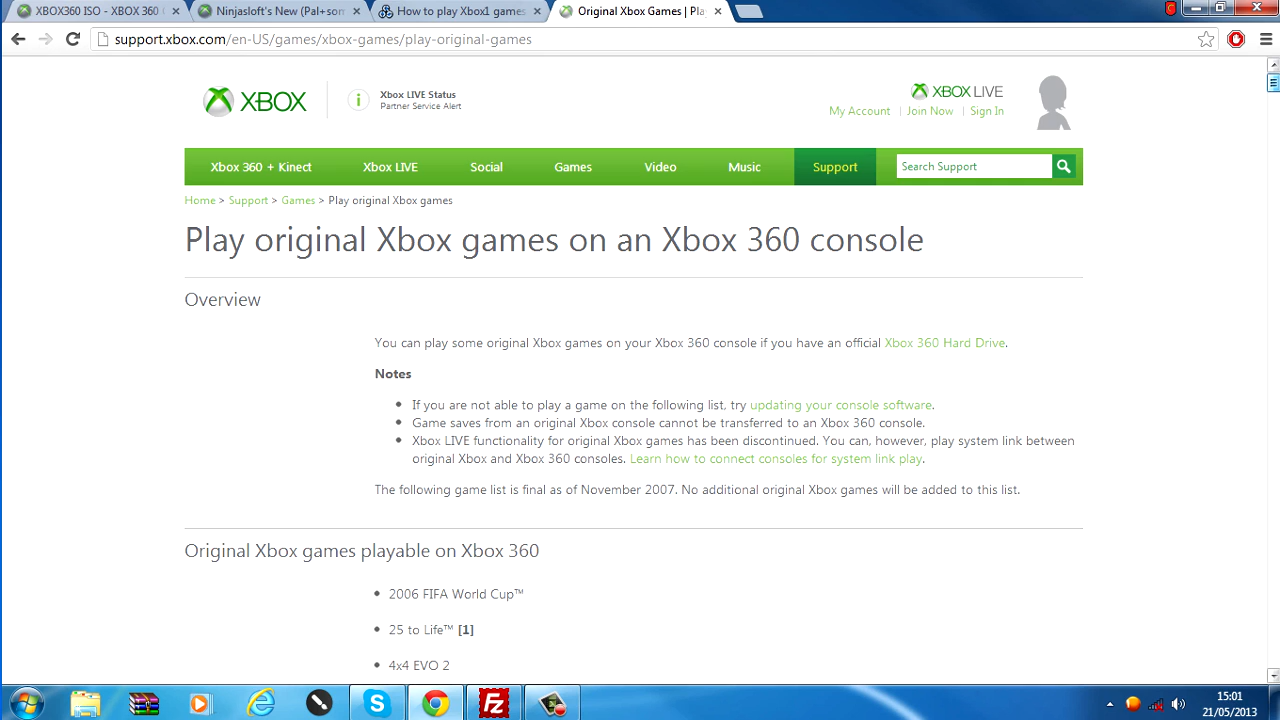 XBOX360 ISO - XBOX 360
Ninjasloft's New (Pal+som
How to play Xbox1 games
Original Xbox Games | Pla
support.xbox.com/en-US/games/xbox-games/play-original-games
XBOX
i
Xbox LIVE Status
Partner Service Alert
XBOX LIVE
My Account | Join Now | Sign In
Xbox 360 + Kinect
Xbox LIVE
Social
Games
Video
Music
Support
Search Support
Home > Support > Games > Play original Xbox games
Play original Xbox games on an Xbox 360 console
Overview
You can play some original Xbox games on your Xbox 360 console if you have an official Xbox 360 Hard Drive.
Notes
• If you are not able to play a game on the following list, try updating your console software.
• Game saves from an original Xbox console cannot be transferred to an Xbox 360 console.
• Xbox LIVE functionality for original Xbox games has been discontinued. You can, however, play system link between
original Xbox and Xbox 360 consoles. Learn how to connect consoles for system link play.
The following game list is final as of November 2007. No additional original Xbox games will be added to this list.
Original Xbox games playable on Xbox 360
• 2006 FIFA World Cup™
• 25 to Life™ [1]
• 4x4 EVO 2
Fz
15:01
21/05/2013